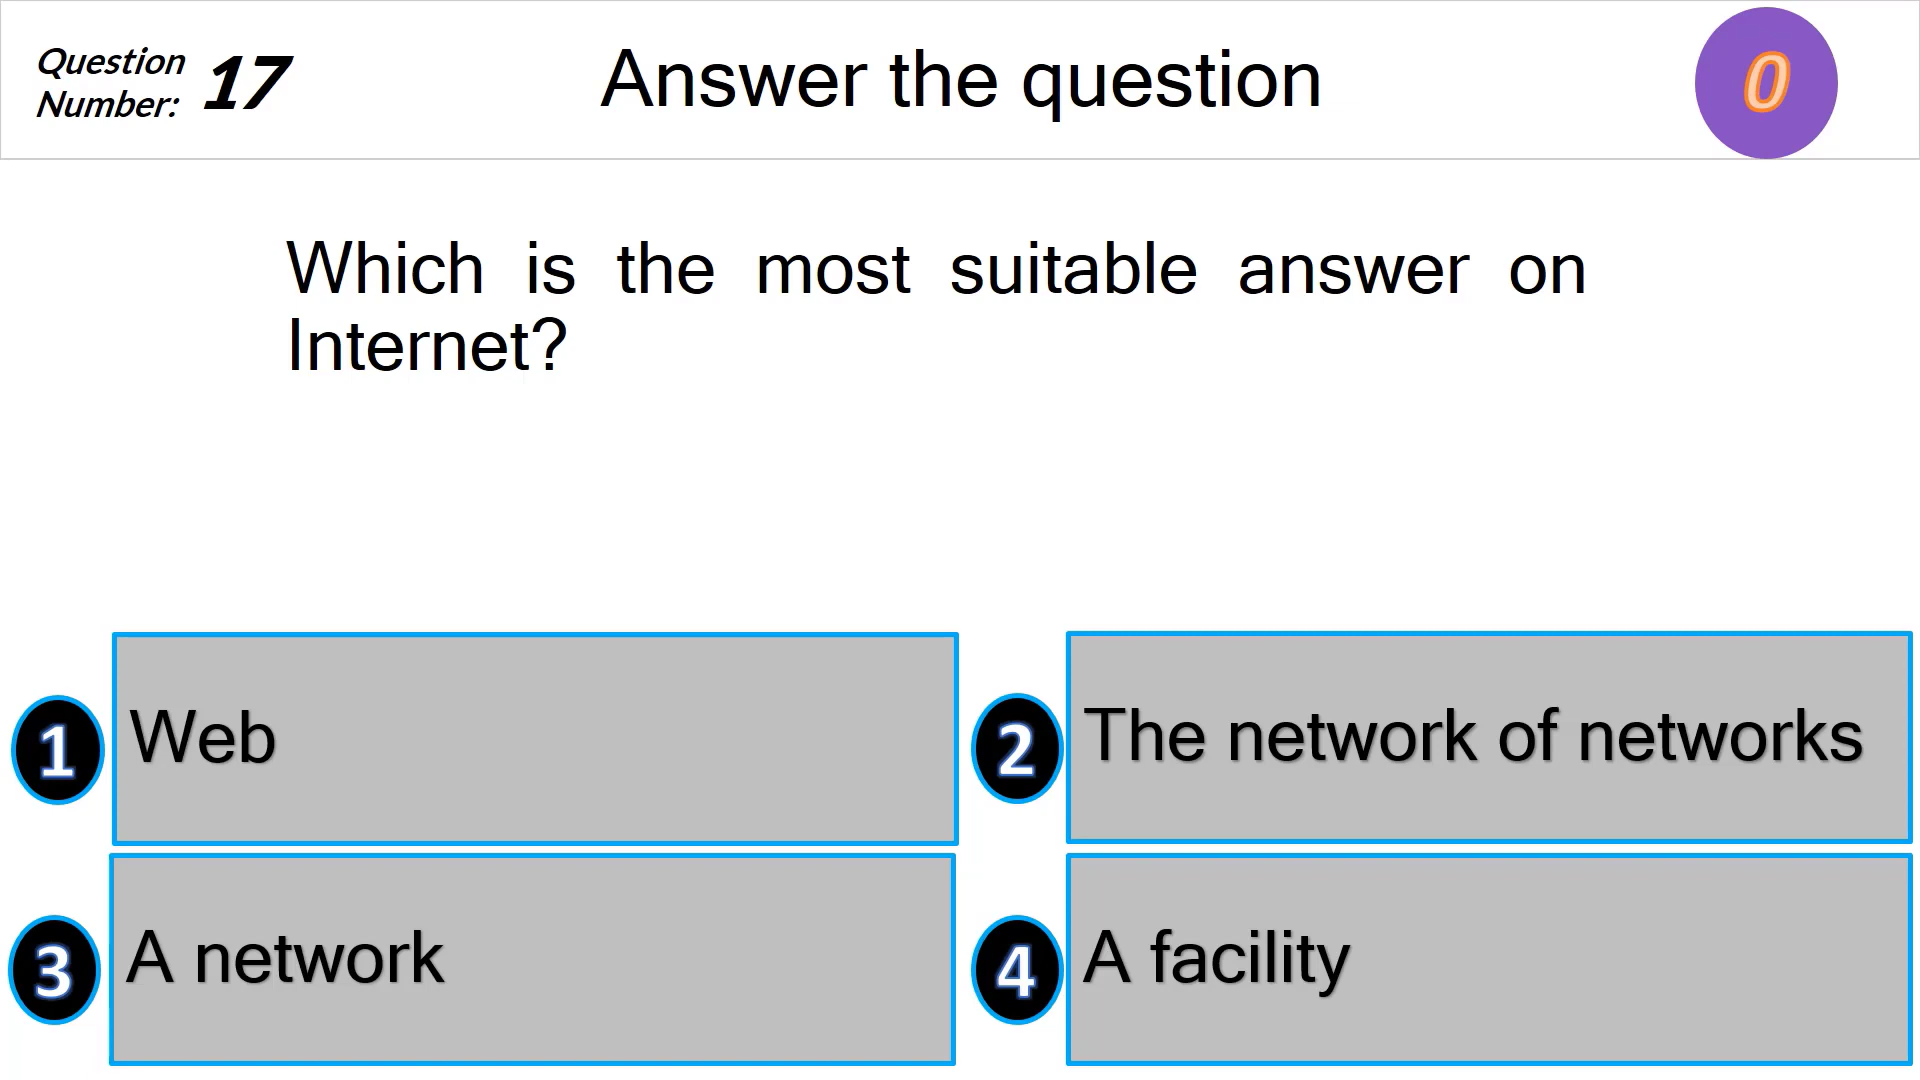 Question
Number: 17
Answer the question
0
Which is the most suitable answer on
Internet?
1 Web
2 The network of networks
3 A network
4 A facility